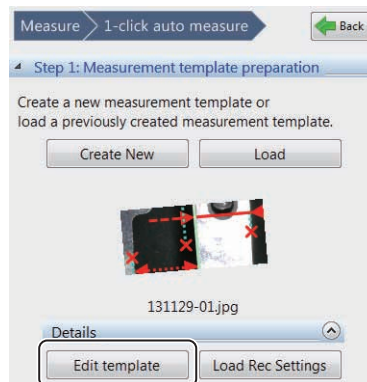 Measure 1-click auto measure Back
Step 1: Measurement template preparation
Create a new measurement template or
load a previously created measurement template.
Create New Load
131129-01.jpg
Details
Edit template Load Rec Settings